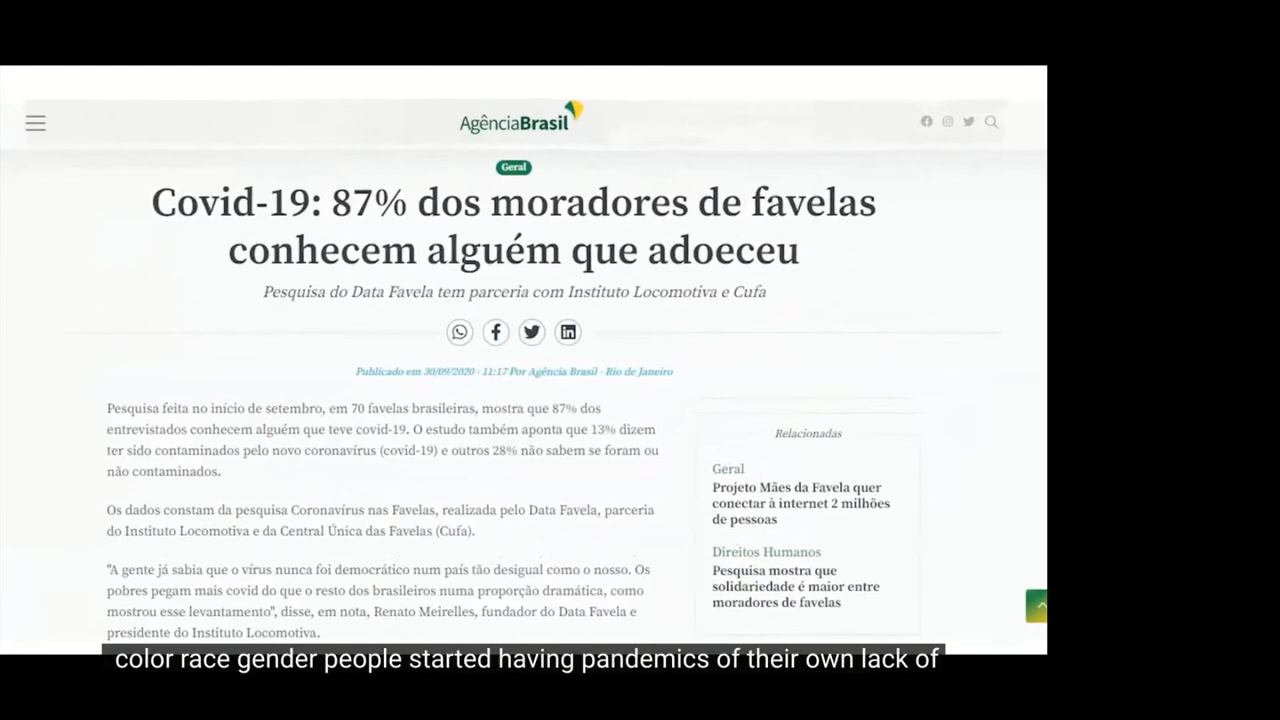 AgênciaBrasil
Geral
Covid-19: 87% dos moradores de favelas
conhecem alguém que adoeceu
Pesquisa do Data Favela tem parceria com Instituto Locomotiva e Cufa
Publicado em 30/09/2020 - 11:17 Por Agência Brasil - Rio de Janeiro
Pesquisa feita no início de setembro, em 70 favelas brasileiras, mostra que 87% dos
entrevistados conhecem alguém que teve covid-19. O estudo também aponta que 13% dizem
ter sido contaminados pelo novo coronavírus (covid-19) e outros 28% não sabem se foram ou
não contaminados.
Os dados constam da pesquisa Coronavírus nas Favelas, realizada pelo Data Favela, parceria
do Instituto Locomotiva e da Central Única das Favelas (Cufa).
"A gente já sabia que o vírus nunca foi democrático num país tão desigual como o nosso. Os
pobres pegam mais covid do que o resto dos brasileiros numa proporção dramática, como
mostrou esse levantamento", disse, em nota, Renato Meirelles, fundador do Data Favela e
presidente do Instituto Locomotiva.
Relacionadas
Geral
Projeto Mães da Favela quer
conectar à internet 2 milhões
de pessoas
Direitos Humanos
Pesquisa mostra que
solidariedade é maior entre
moradores de favelas
color race gender people started having pandemics of their own lack of